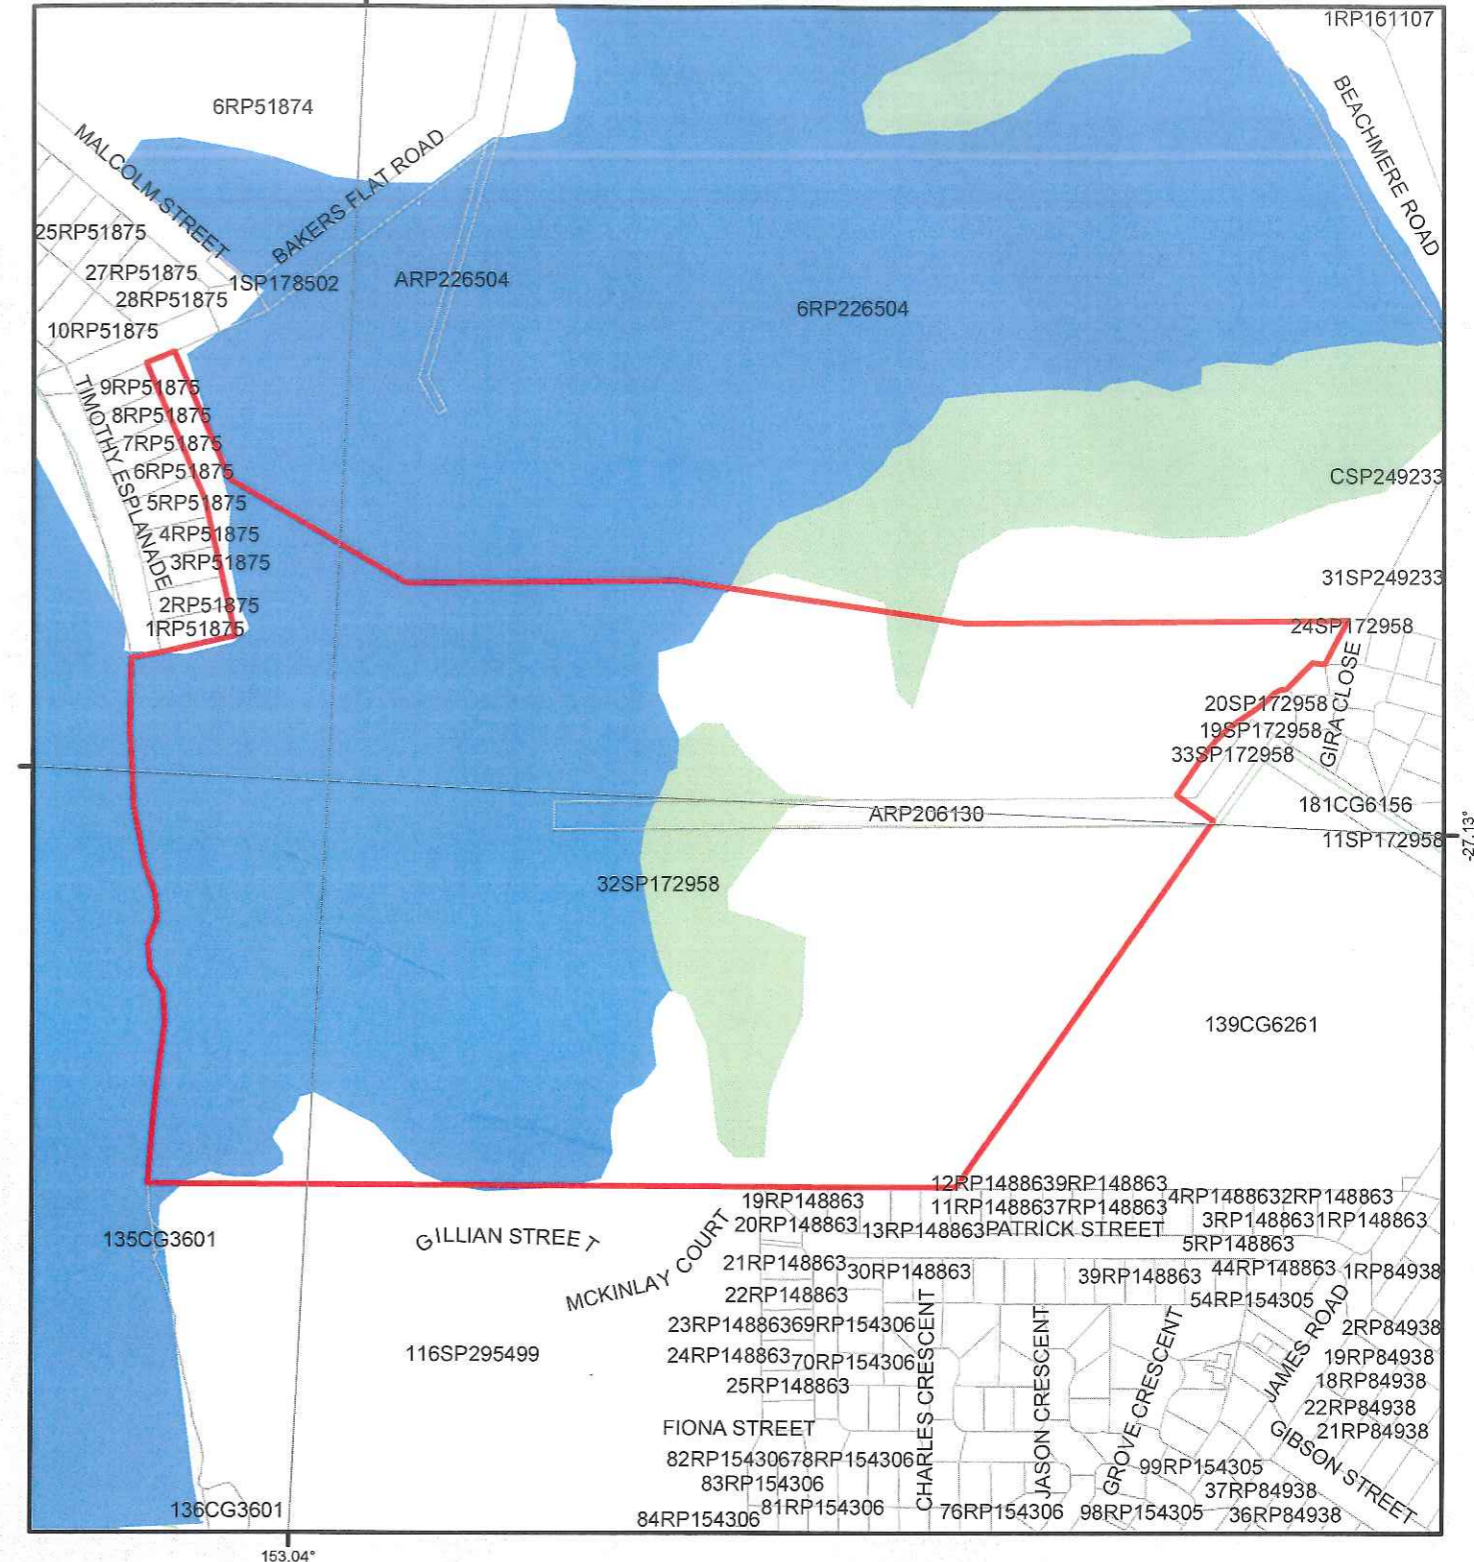 1RP161107
6RP51874
BEACHMERE ROAD
MALCOLM STREET
BAKERS FLAT ROAD
25RP51875
27RP51875
28RP51875
1SP178502
ARP226504
6RP226504
10RP51875
9RP51875
8RP51875
7RP51875
6RP51875
5RP51875
4RP51875
3RP51875
2RP51875
1RP51875
TIMOTHY ESPLANADE
CSP249233
31SP249233
24SP172958
GIRA CLOSE
20SP172958
19SP172958
33SP172958
181CG6156
ARP206130
11SP172958
-27.13°
32SP172958
139CG6261
12RP1488639RP148863
19RP148863
11RP1488637RP148863
4RP1488632RP148863
20RP148863
13RP148863PATRICK STREET
3RP1488631RP148863
135CG3601
GILLIAN STREET
MCKINLAY COURT
5RP148863
21RP148863
30RP148863
39RP148863
44RP148863
1RP84938
22RP148863
54RP154305
23RP14886369RP154306
2RP84938
116SP295499
24RP14886370RP154306
19RP84938
25RP148863
18RP84938
CHARLES CRESCENT
JASON CRESCENT
GROVE CRESCENT
JAMES ROAD
22RP84938
21RP84938
FIONA STREET
GIBSON STREET
82RP15430678RP154306
99RP154305
83RP154306
37RP84938
136CG3601
81RP154306
76RP154306
98RP154305
36RP84938
84RP154306
153.04°